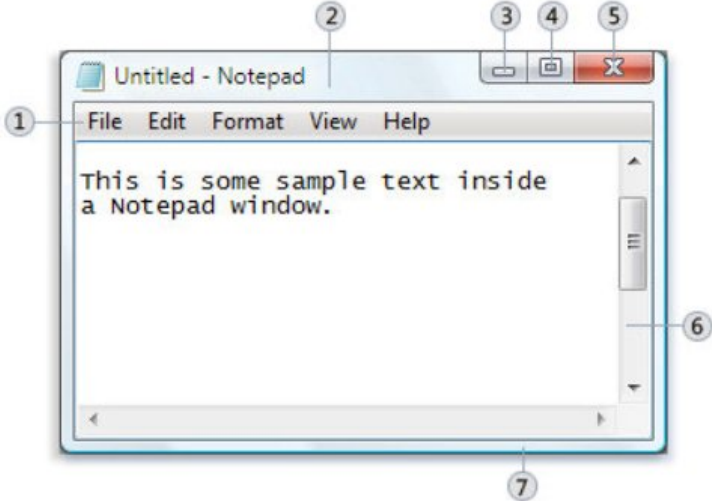 2
3
4
5
Untitled - Notepad
1
File Edit Format View Help
This is some sample text inside
a Notepad window.
6
7